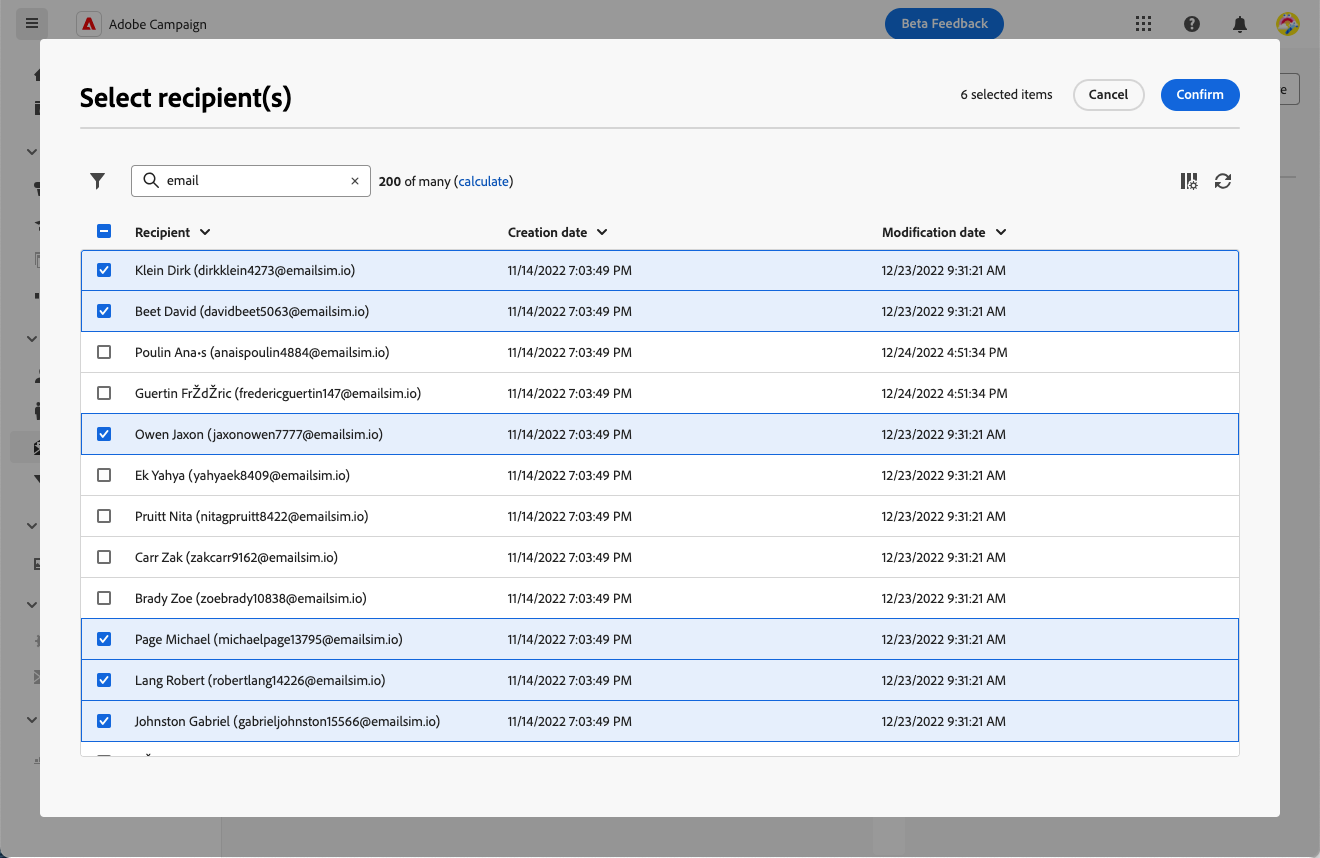 Adobe Campaign
Beta Feedback
Select recipient(s)
6 selected items
Cancel
Confirm
email
200 of many (calculate)
Recipient Creation date Modification date
Klein Dirk (dirkklein4273@emailsim.io) 11/14/2022 7:03:49 PM 12/23/2022 9:31:21 AM
Beet David (davidbeet5063@emailsim.io) 11/14/2022 7:03:49 PM 12/23/2022 9:31:21 AM
Poulin Ana•s (anaispoulin4884@emailsim.io) 11/14/2022 7:03:49 PM 12/24/2022 4:51:34 PM
Guertin FrŽdŽric (fredericguertin147@emailsim.io) 11/14/2022 7:03:49 PM 12/24/2022 4:51:34 PM
Owen Jaxon (jaxonowen7777@emailsim.io) 11/14/2022 7:03:49 PM 12/23/2022 9:31:21 AM
Ek Yahya (yahyaek8409@emailsim.io) 11/14/2022 7:03:49 PM 12/23/2022 9:31:21 AM
Pruitt Nita (nitagpruitt8422@emailsim.io) 11/14/2022 7:03:49 PM 12/23/2022 9:31:21 AM
Carr Zak (zakcarr9162@emailsim.io) 11/14/2022 7:03:49 PM 12/23/2022 9:31:21 AM
Brady Zoe (zoebrady10838@emailsim.io) 11/14/2022 7:03:49 PM 12/23/2022 9:31:21 AM
Page Michael (michaelpage13795@emailsim.io) 11/14/2022 7:03:49 PM 12/23/2022 9:31:21 AM
Lang Robert (robertlang14226@emailsim.io) 11/14/2022 7:03:49 PM 12/23/2022 9:31:21 AM
Johnston Gabriel (gabrieljohnston15566@emailsim.io) 11/14/2022 7:03:49 PM 12/23/2022 9:31:21 AM